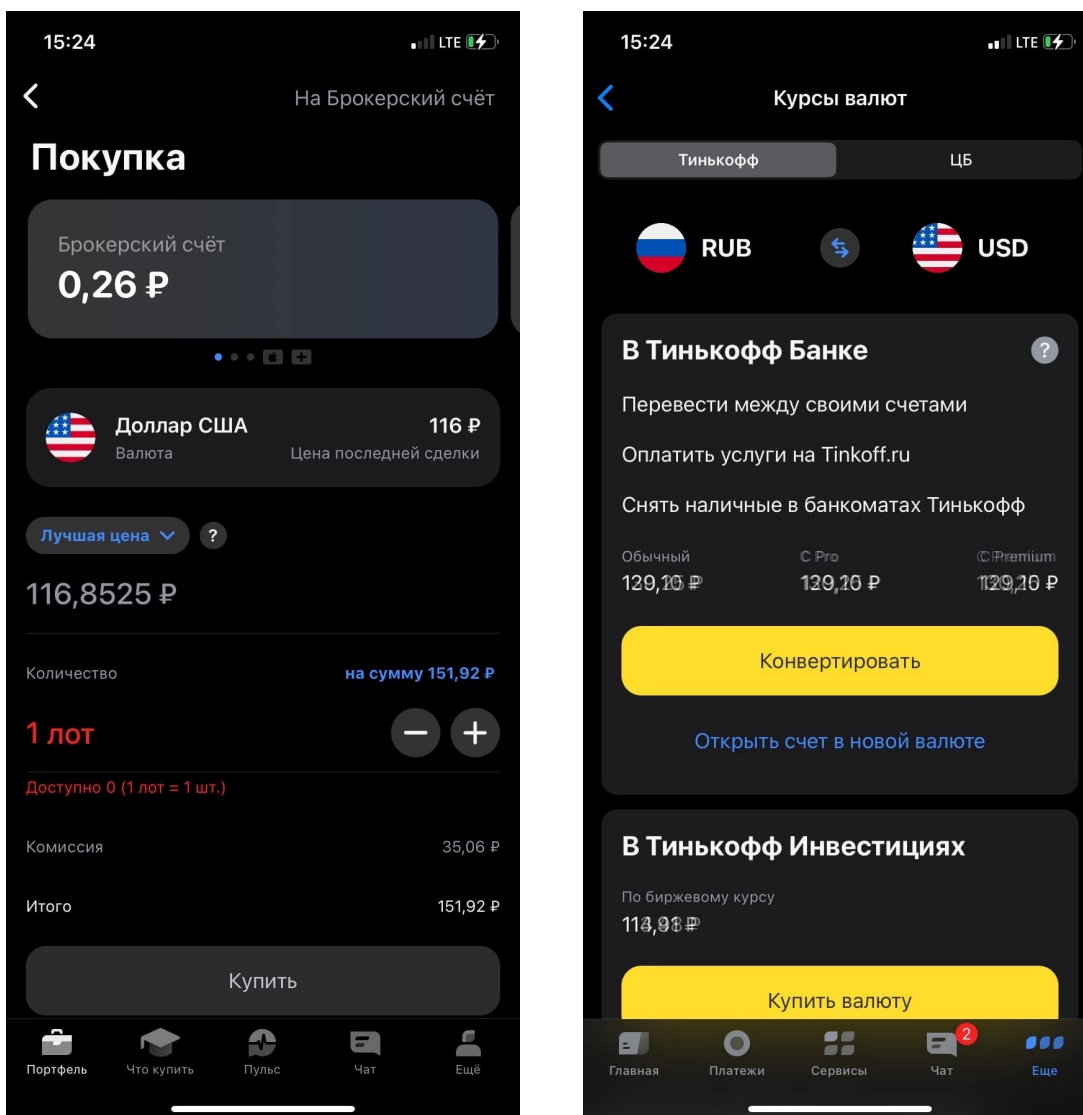 15:24
LTE
На Брокерский счёт
Покупка
Брокерский счёт
0,26 ₽
Доллар США
116 ₽
Валюта
Цена последней сделки
Лучшая цена
?
116,8525 ₽
Количество
на сумму 151,92 ₽
1 лот
Доступно 0 (1 лот = 1 шт.)
Комиссия
35,06 ₽
Итого
151,92 ₽
Купить
Портфель
Что купить
Пульс
Чат
Ещё
15:24
LTE
Курсы валют
Тинькофф
ЦБ
RUB
USD
В Тинькофф Банке
?
Перевести между своими счетами
Оплатить услуги на Tinkoff.ru
Снять наличные в банкоматах Тинькофф
Обычный
С Pro
С Premium
Конвертировать
Открыть счет в новой валюте
В Тинькофф Инвестициях
По биржевому курсу
Купить валюту
2
Главная
Платежи
Сервисы
Чат
Еще